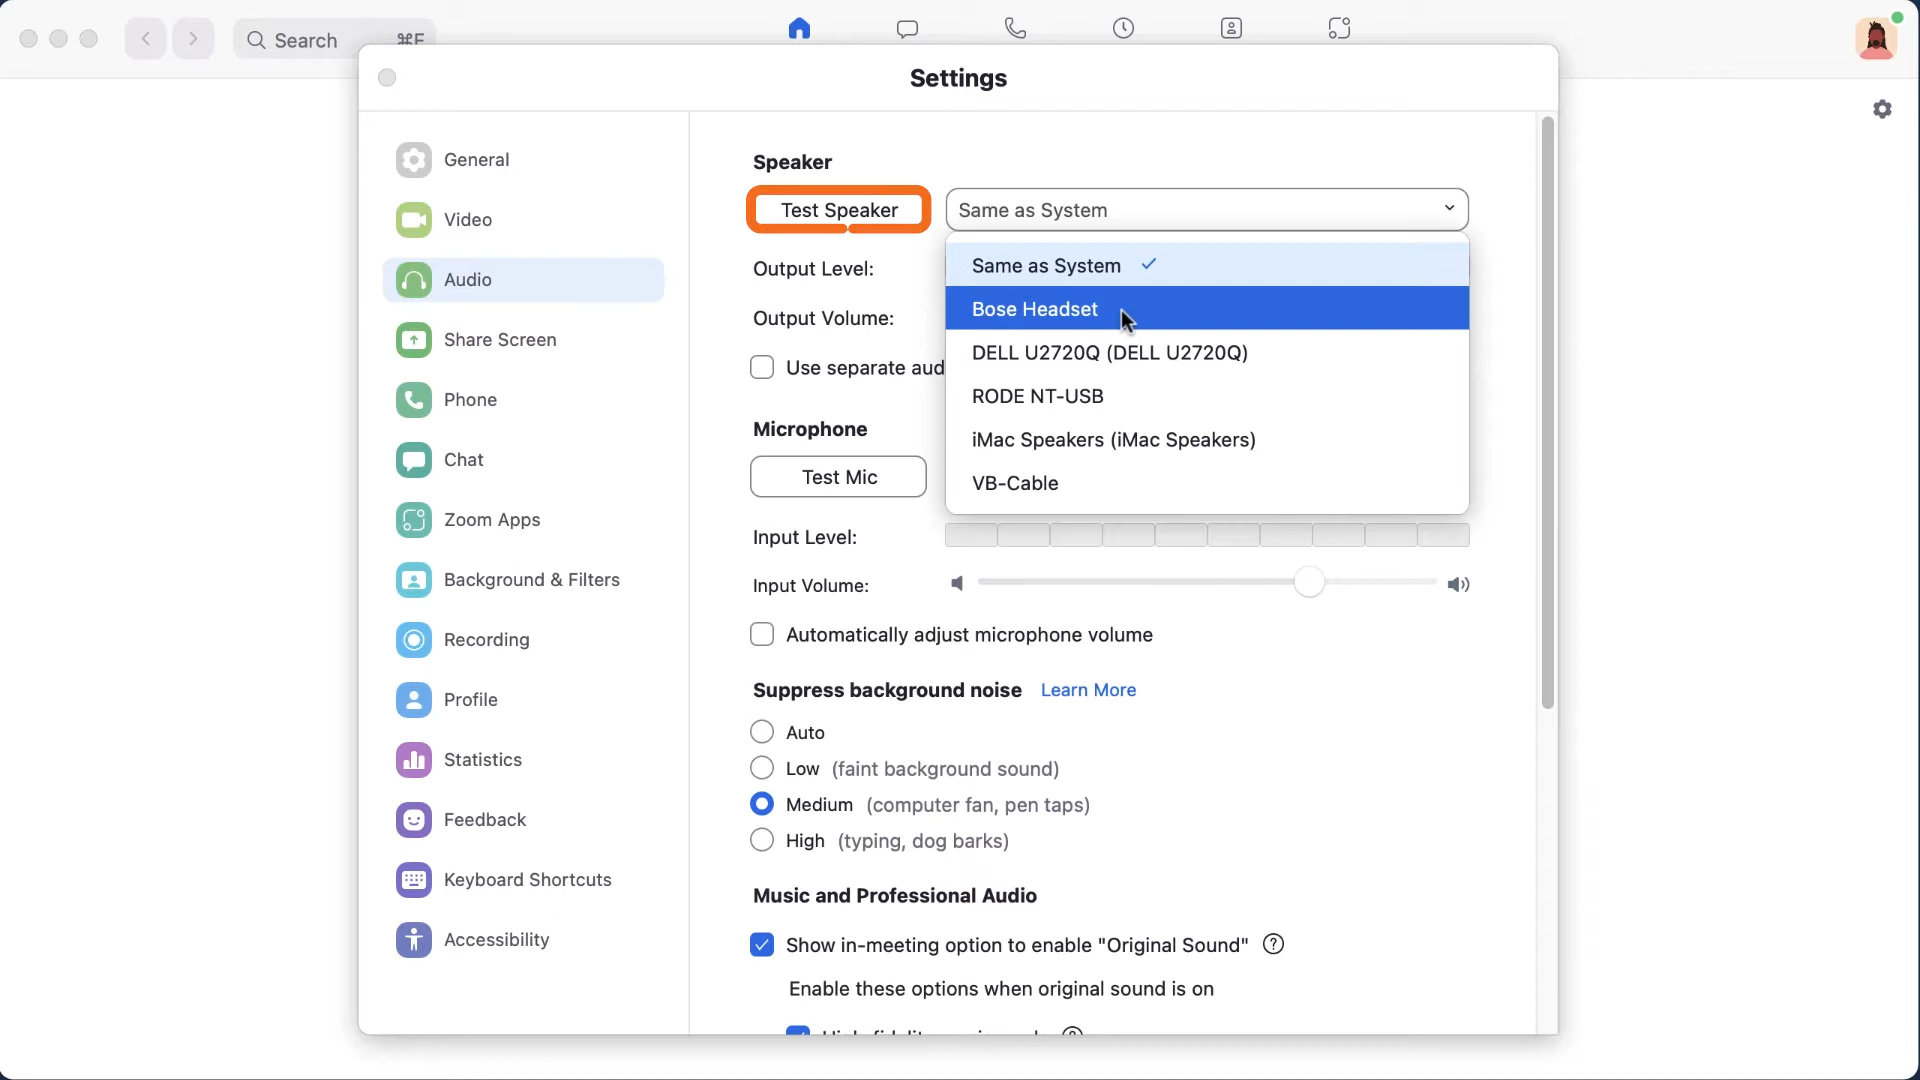 Search ⌘F
Settings
General
Video
Audio
Share Screen
Phone
Chat
Zoom Apps
Background & Filters
Recording
Profile
Statistics
Feedback
Keyboard Shortcuts
Accessibility
Speaker
Test Speaker
Same as System
Same as System
Bose Headset
DELL U2720Q (DELL U2720Q)
RODE NT-USB
iMac Speakers (iMac Speakers)
VB-Cable
Output Level:
Output Volume:
Use separate
Microphone
Test Mic
Input Level:
Input Volume:
Automatically adjust microphone volume
Suppress background noise Learn More
Auto
Low (faint background sound)
Medium (computer fan, pen taps)
High (typing, dog barks)
Music and Professional Audio
Show in-meeting option to enable "Original Sound" ?
Enable these options when original sound is on